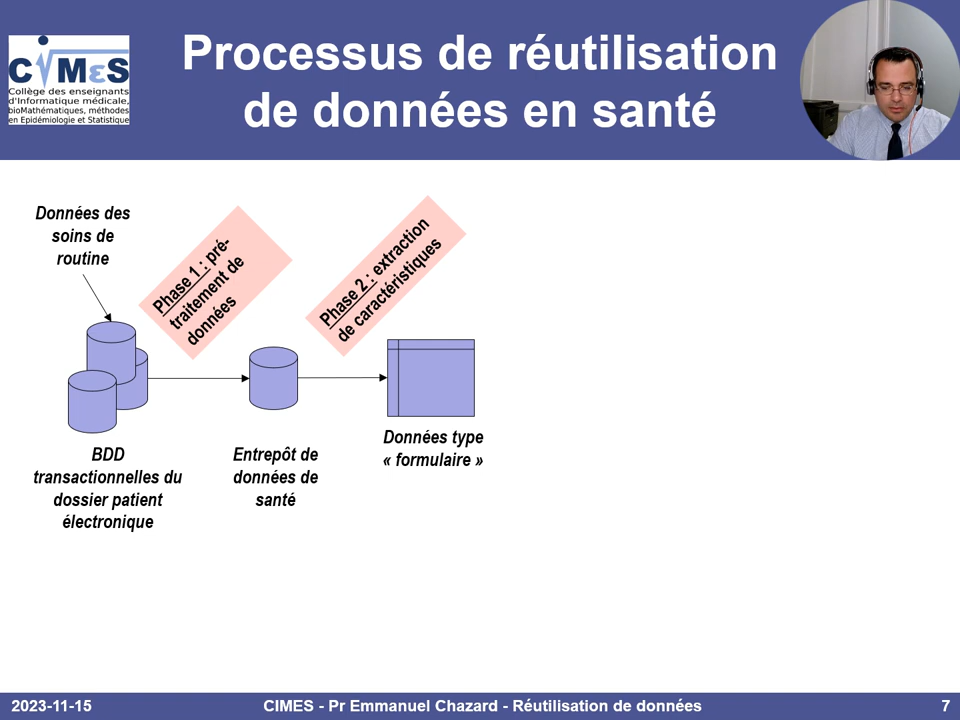 Processus de réutilisation
de données en santé
CIMES
Collège des enseignants
d'Informatique médicale,
bioMathématiques, méthodes
en Epidémiologie et Statistique
Données des
soins de
routine
Phase 1 : pré-
traitement de
données
Phase 2 : extraction
de caractéristiques
BDD
transactionnelles du
dossier patient
électronique
Entrepôt de
données de
santé
Données type
« formulaire »
2023-11-15
CIMES - Pr Emmanuel Chazard - Réutilisation de données
7